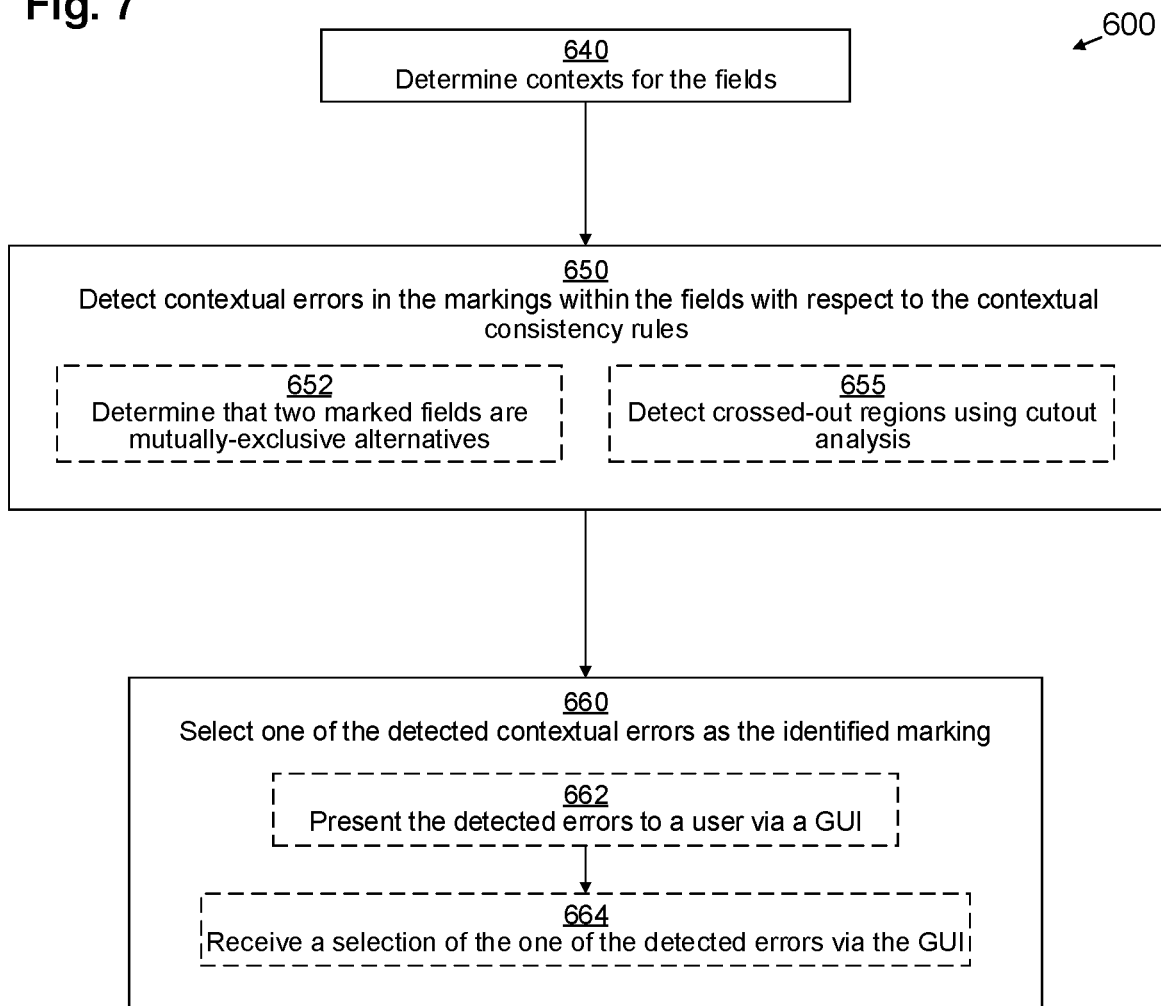 Fig. 7
600
640
Determine contexts for the fields
650
Detect contextual errors in the markings within the fields with respect to the contextual
consistency rules
652
Determine that two marked fields are
mutually-exclusive alternatives
655
Detect crossed-out regions using cutout
analysis
660
Select one of the detected contextual errors as the identified marking
662
Present the detected errors to a user via a GUI
664
Receive a selection of the one of the detected errors via the GUI